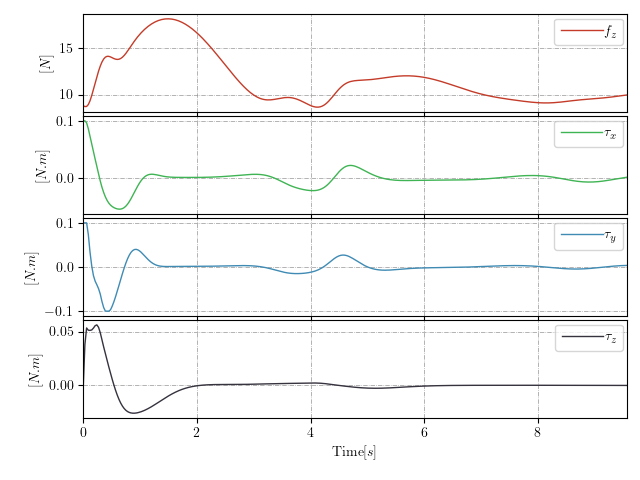 [N]
15
10
f_z
[N.m]
0.1
0.0
τ_x
[N.m]
0.1
0.0
−0.1
τ_y
[N.m]
0.05
0.00
τ_z
0 2 4 6 8
Time[s]